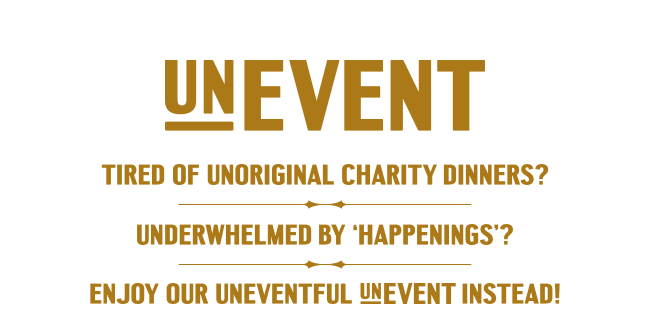 UNEVENT
TIRED OF UNORIGINAL CHARITY DINNERS?
UNDERWHELMED BY ‘HAPPENINGS’?
ENJOY OUR UNEVENTFUL UNEVENT INSTEAD!